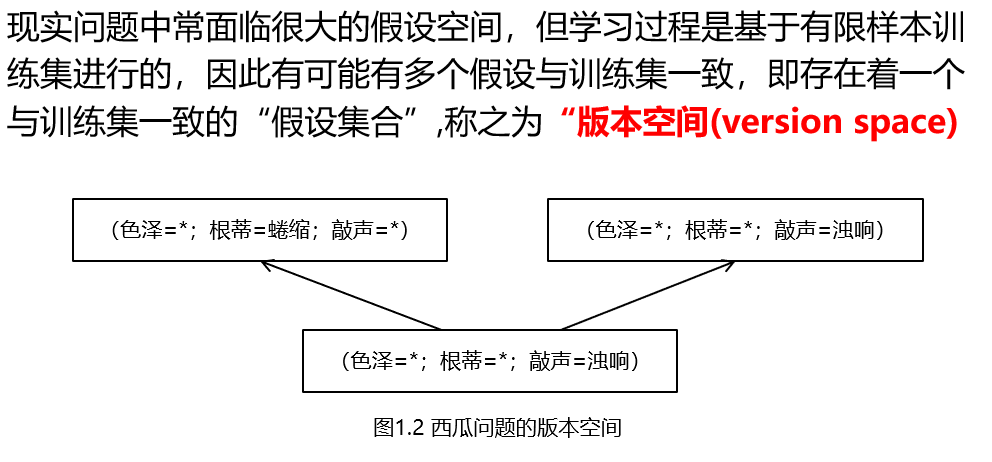 现实问题中常面临很大的假设空间，但学习过程是基于有限样本训
练集进行的，因此有可能有多个假设与训练集一致，即存在着一个
与训练集一致的“假设集合”,称之为“版本空间(version space)
（色泽=*；根蒂=蜷缩；敲声=*）
（色泽=*；根蒂=*；敲声=浊响）
（色泽=*；根蒂=*；敲声=浊响）
图1.2 西瓜问题的版本空间